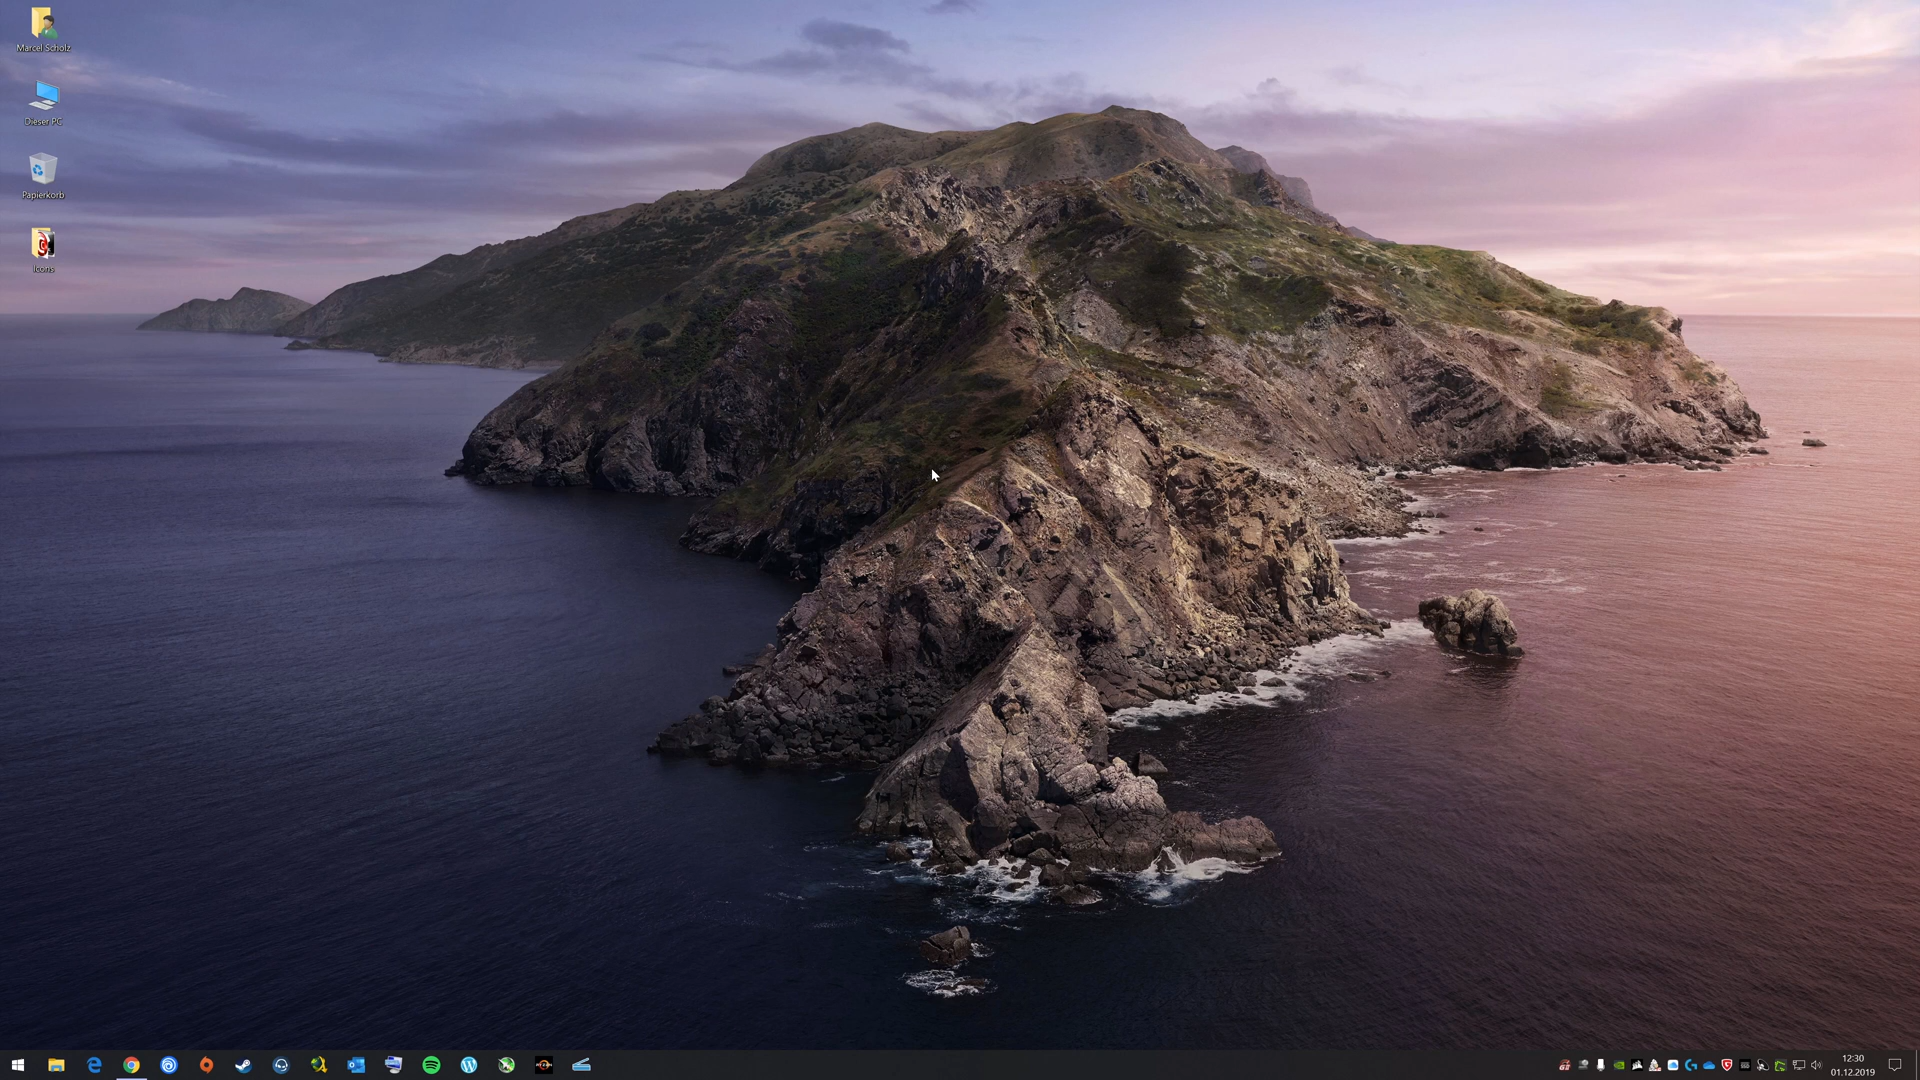 Marcel Scholz
Dieser PC
Papierkorb
Icons
12:30
01.12.2019